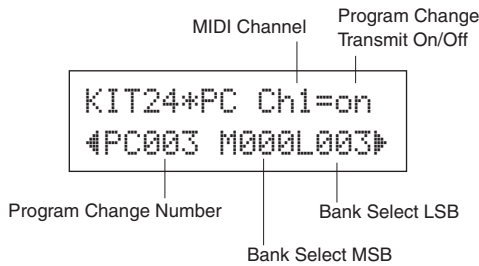 MIDI Channel
Program Change
Transmit On/Off
KIT24*PC Ch1=on
◀PC003 M000L003▶
Program Change Number
Bank Select LSB
Bank Select MSB